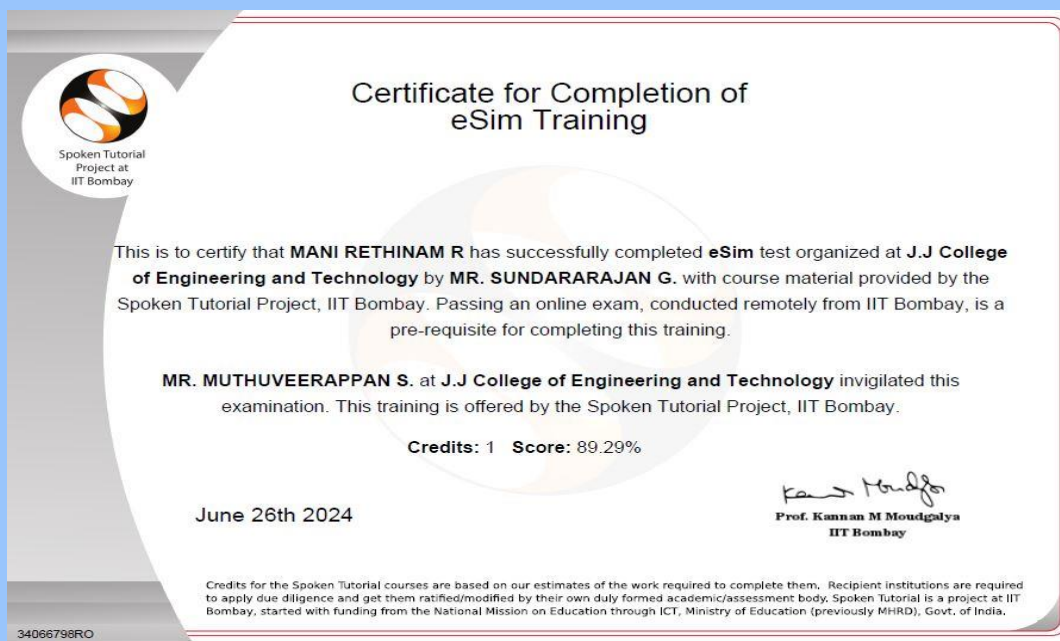 Certificate for Completion of
eSim Training
Spoken Tutorial
Project at
IIT Bombay
This is to certify that MANI RETHINAM R has successfully completed eSim test organized at J.J College
of Engineering and Technology by MR. SUNDARARAJAN G. with course material provided by the
Spoken Tutorial Project, IIT Bombay. Passing an online exam, conducted remotely from IIT Bombay, is a
pre-requisite for completing this training.
MR. MUTHUVEERAPPAN S. at J.J College of Engineering and Technology invigilated this
examination. This training is offered by the Spoken Tutorial Project, IIT Bombay.
Credits: 1 Score: 89.29%
June 26th 2024
Prof. Kannan M Moudgalya
IIT Bombay
Credits for the Spoken Tutorial courses are based on our estimates of the work required to complete them. Recipient institutions are required
to apply due diligence and get them ratified/modified by their own duly formed academic/assessment body. Spoken Tutorial is a project at IIT
Bombay, started with funding from the National Mission on Education through ICT, Ministry of Education (previously MHRD), Govt. of India.
34066798RO